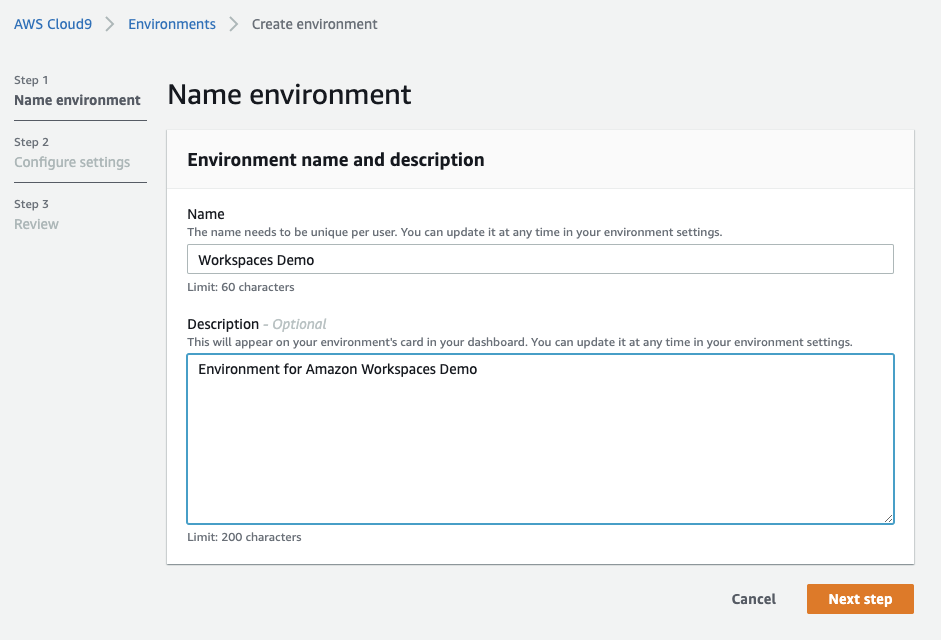 AWS Cloud9 > Environments > Create environment
Step 1
Name environment
Step 2
Configure settings
Step 3
Review
Name environment
Environment name and description
Name
The name needs to be unique per user. You can update it at any time in your environment settings.
Workspaces Demo
Limit: 60 characters
Description - Optional
This will appear on your environment's card in your dashboard. You can update it at any time in your environment settings.
Environment for Amazon Workspaces Demo
Limit: 200 characters
Cancel Next step